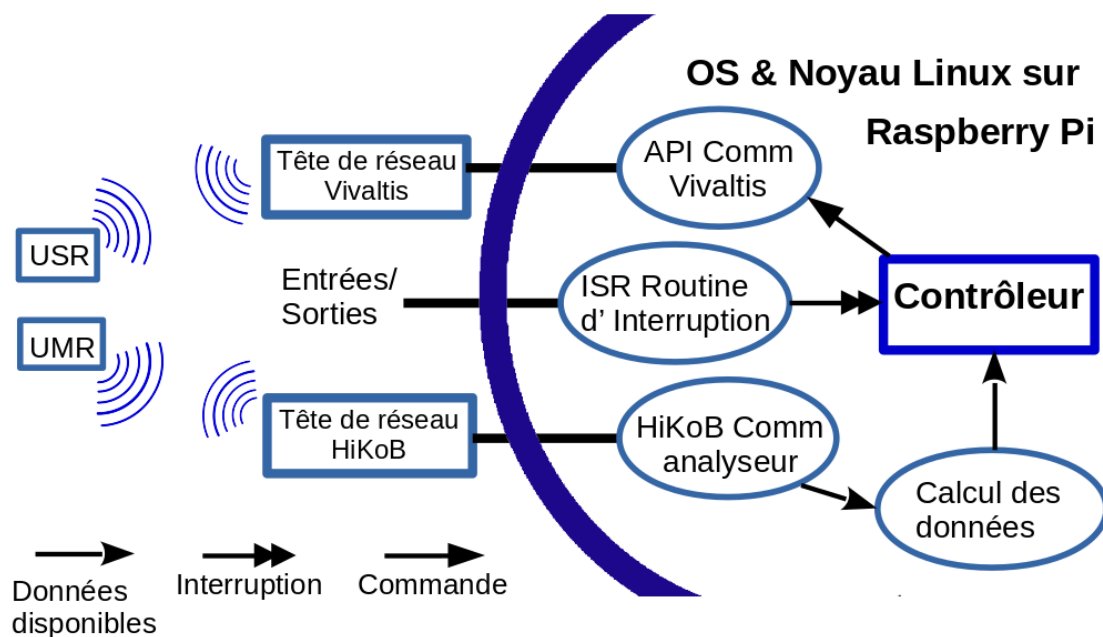 OS & Noyau Linux sur
Raspberry Pi
Tête de réseau
Vivaltis
API Comm
Vivaltis
USR
UMR
Entrées/
Sorties
ISR Routine
d’ Interruption
Contrôleur
Tête de réseau
HiKoB
HiKoB Comm
analyseur
Calcul des
données
Données
disponibles
Interruption
Commande